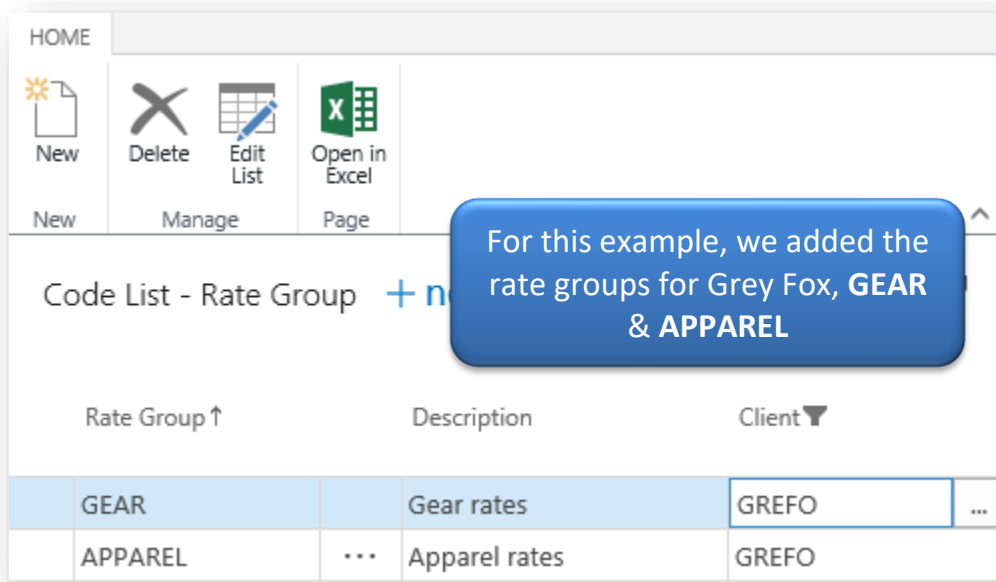 HOME
New
Delete
Edit
List
Open in
Excel
New
Manage
Page
For this example, we added the
rate groups for Grey Fox, GEAR
& APPAREL
Code List - Rate Group
Rate Group
Description
Client
GEAR
Gear rates
GREFO
...
APPAREL
...
Apparel rates
GREFO